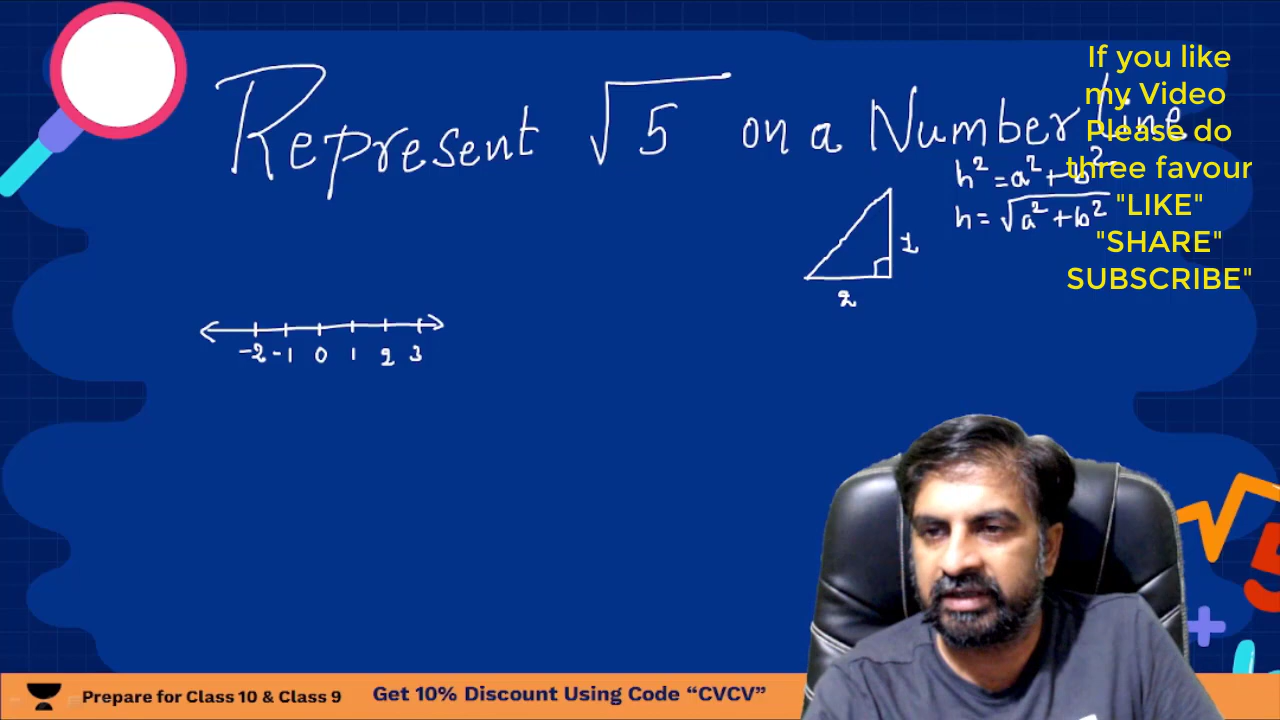 Represent √5 on a Number line
If you like
my Video
Please do
three favour
"LIKE"
"SHARE"
SUBSCRIBE"
h² = a² + b²
h = √a² + b²
1
2
-2 -1 0 1 2 3
Prepare for Class 10 & Class 9
Get 10% Discount Using Code “CVCV”
√5
+